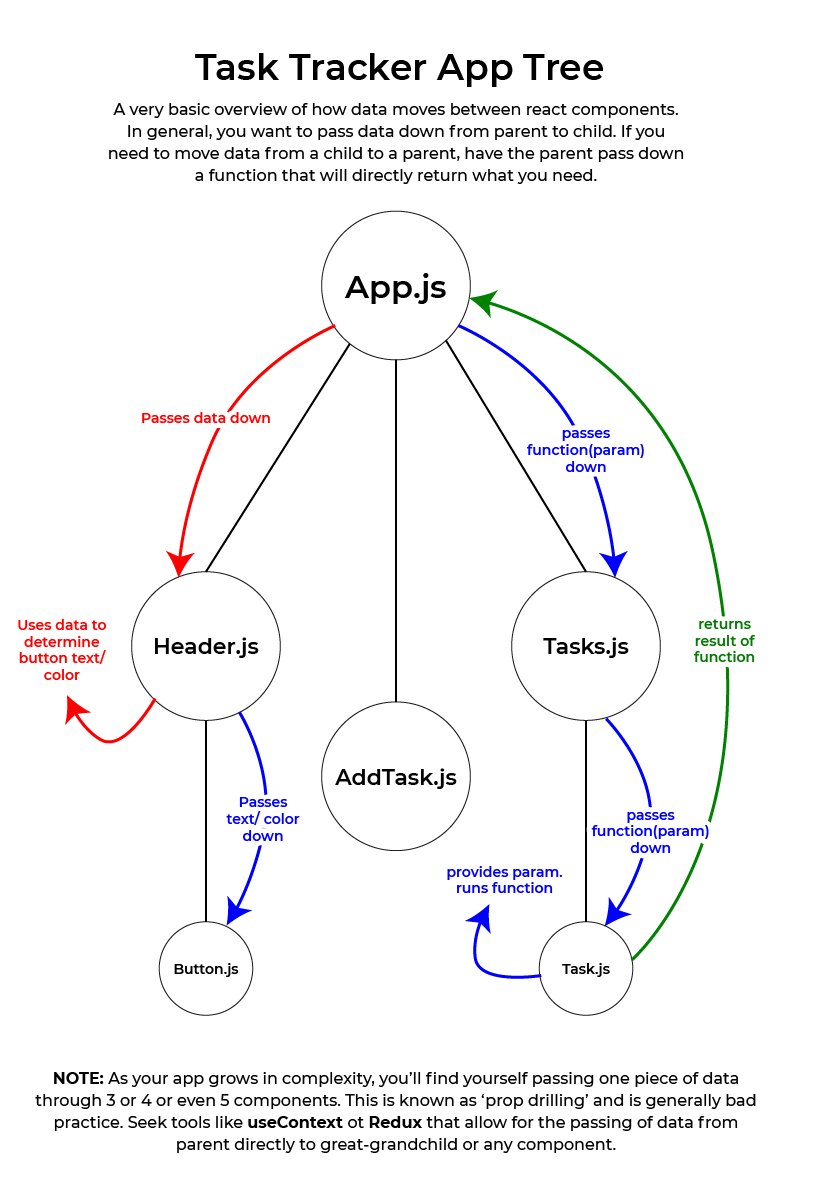 Task Tracker App Tree
A very basic overview of how data moves between react components.
In general, you want to pass data down from parent to child. If you
need to move data from a child to a parent, have the parent pass down
a function that will directly return what you need.
App.js
Passes data down
passes
function(param)
down
Uses data to
determine
button text/
color
Header.js
Tasks.js
returns
result of
function
AddTask.js
Passes
text/ color
down
passes
function(param)
down
provides param.
runs function
Button.js
Task.js
NOTE: As your app grows in complexity, you’ll find yourself passing one piece of data
through 3 or 4 or even 5 components. This is known as ‘prop drilling’ and is generally bad
practice. Seek tools like useContext ot Redux that allow for the passing of data from
parent directly to great-grandchild or any component.